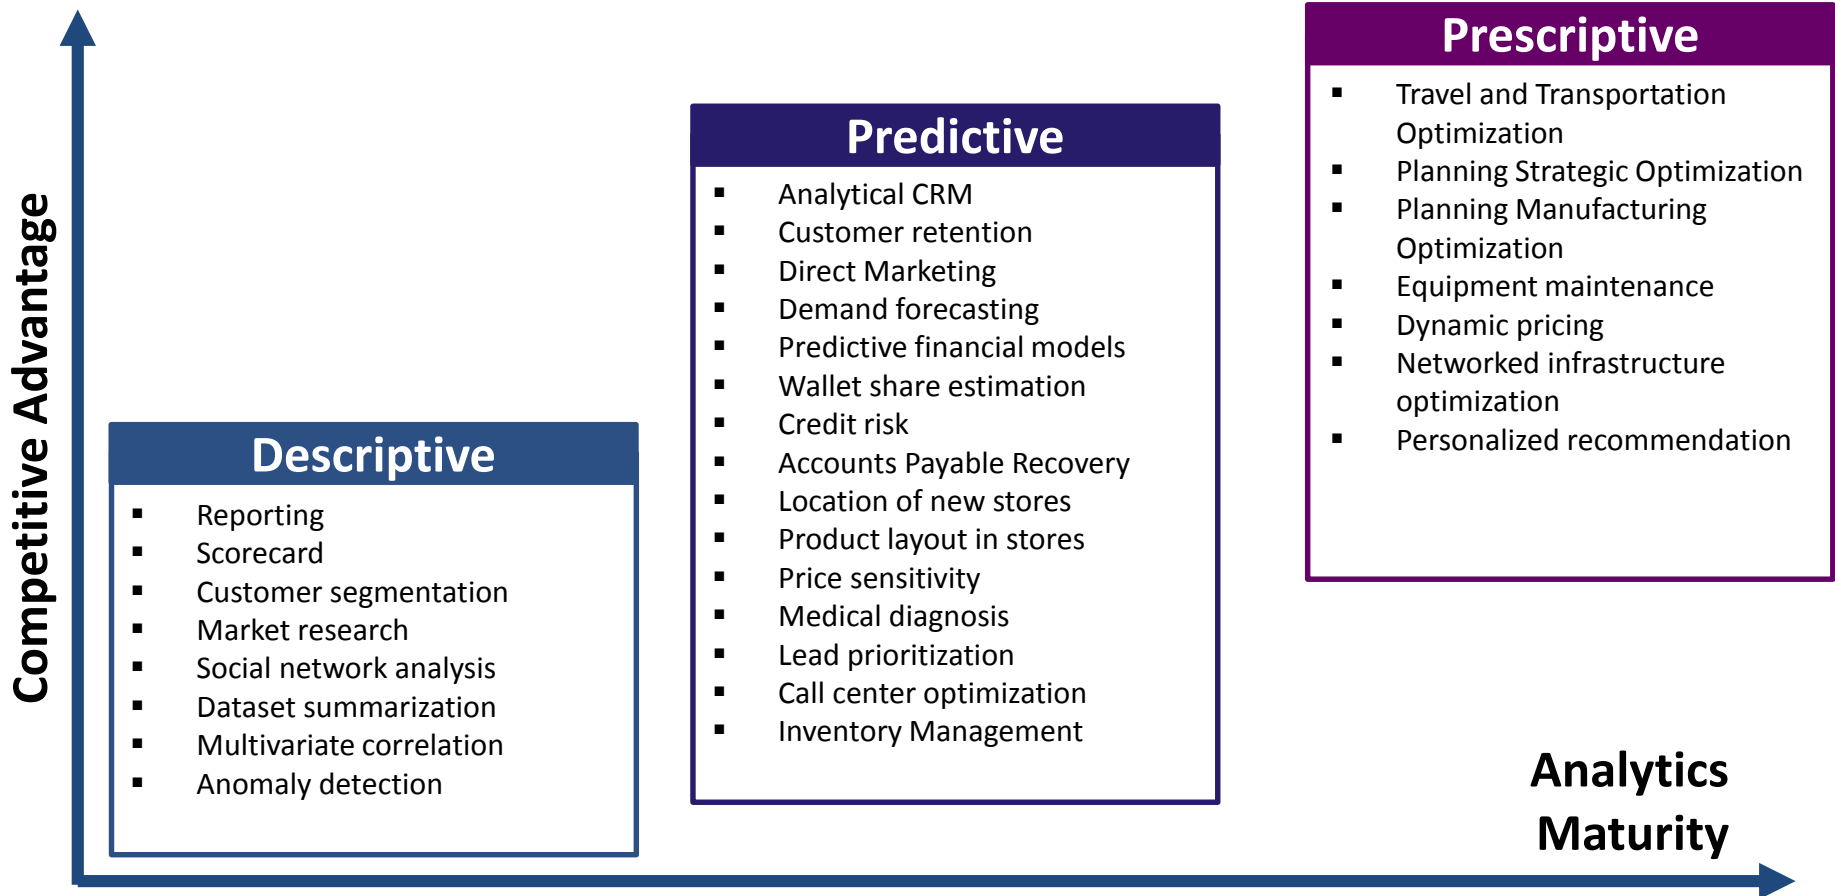 Competitive Advantage
Descriptive
▪ Reporting
▪ Scorecard
▪ Customer segmentation
▪ Market research
▪ Social network analysis
▪ Dataset summarization
▪ Multivariate correlation
▪ Anomaly detection
Predictive
▪ Analytical CRM
▪ Customer retention
▪ Direct Marketing
▪ Demand forecasting
▪ Predictive financial models
▪ Wallet share estimation
▪ Credit risk
▪ Accounts Payable Recovery
▪ Location of new stores
▪ Product layout in stores
▪ Price sensitivity
▪ Medical diagnosis
▪ Lead prioritization
▪ Call center optimization
▪ Inventory Management
Prescriptive
▪ Travel and Transportation
Optimization
▪ Planning Strategic Optimization
▪ Planning Manufacturing
Optimization
▪ Equipment maintenance
▪ Dynamic pricing
▪ Networked infrastructure
optimization
▪ Personalized recommendation
Analytics
Maturity